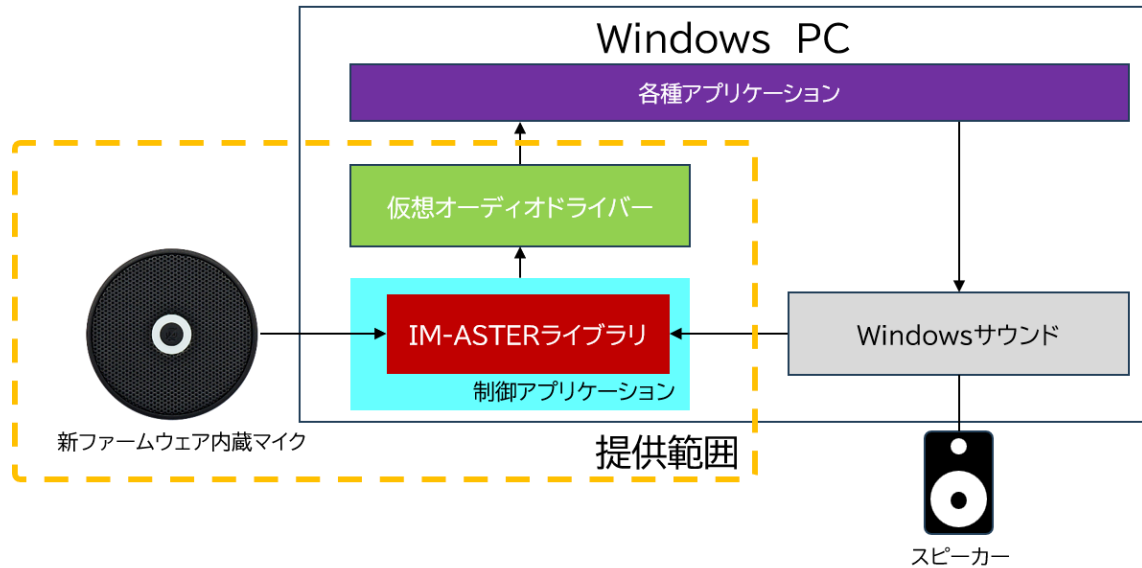 Windows PC
各種アプリケーション
仮想オーディオドライバー
IM-ASTERライブラリ
Windowsサウンド
制御アプリケーション
新ファームウェア内蔵マイク
提供範囲
スピーカー